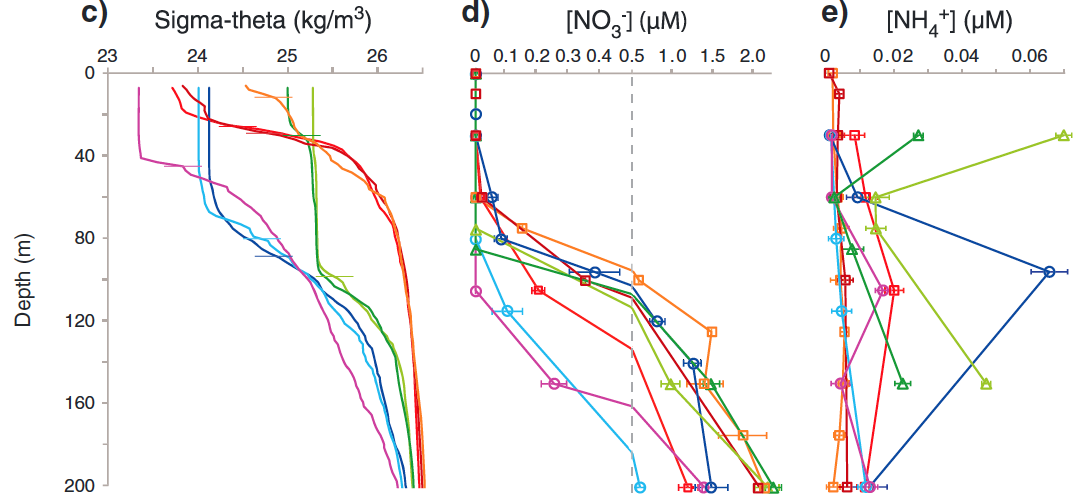 c) Sigma-theta (kg/m³) d) [NO₃⁻] (μM) e) [NH₄⁺] (μM)
23 24 25 26 0 0.1 0.2 0.3 0.4 0.5 1.0 1.5 2.0 0 0.02 0.04 0.06
0
40
80
120
160
200
Depth (m)